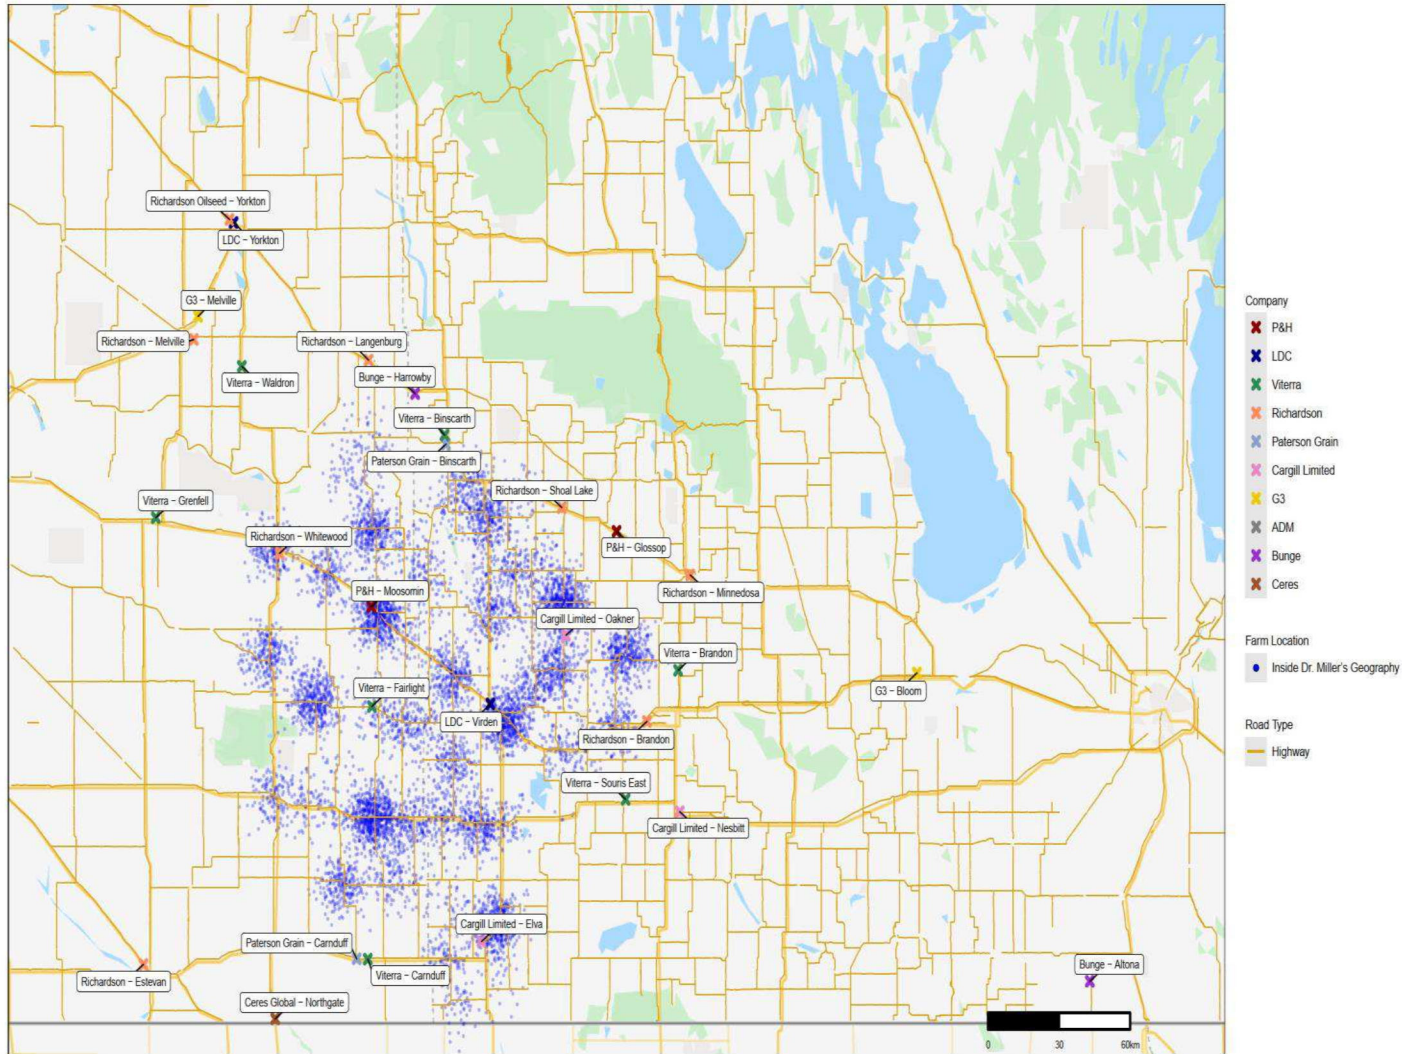 Richardson Oilseed – Yorkton
LDC – Yorkton
G3 – Melville
Richardson – Melville
Richardson – Langenburg
Bunge – Harrowby
Viterra – Waldron
Viterra – Binscarth
Paterson Grain – Binscarth
Richardson – Shoal Lake
Viterra – Grenfell
Richardson – Whitewood
P&H – Glossop
P&H – Moosomin
Richardson – Minnedosa
Cargill Limited – Oakner
Viterra – Brandon
Viterra – Fairlight
G3 – Bloom
LDC – Virden
Richardson – Brandon
Viterra – Souris East
Cargill Limited – Nesbitt
Cargill Limited – Elva
Paterson Grain – Carnduff
Viterra – Carnduff
Richardson – Estevan
Bunge – Altona
Ceres Global – Northgate
0 30 60km
Company
P&H
LDC
Viterra
Richardson
Paterson Grain
Cargill Limited
G3
ADM
Bunge
Ceres
Farm Location
Inside Dr. Miller's Geography
Road Type
Highway